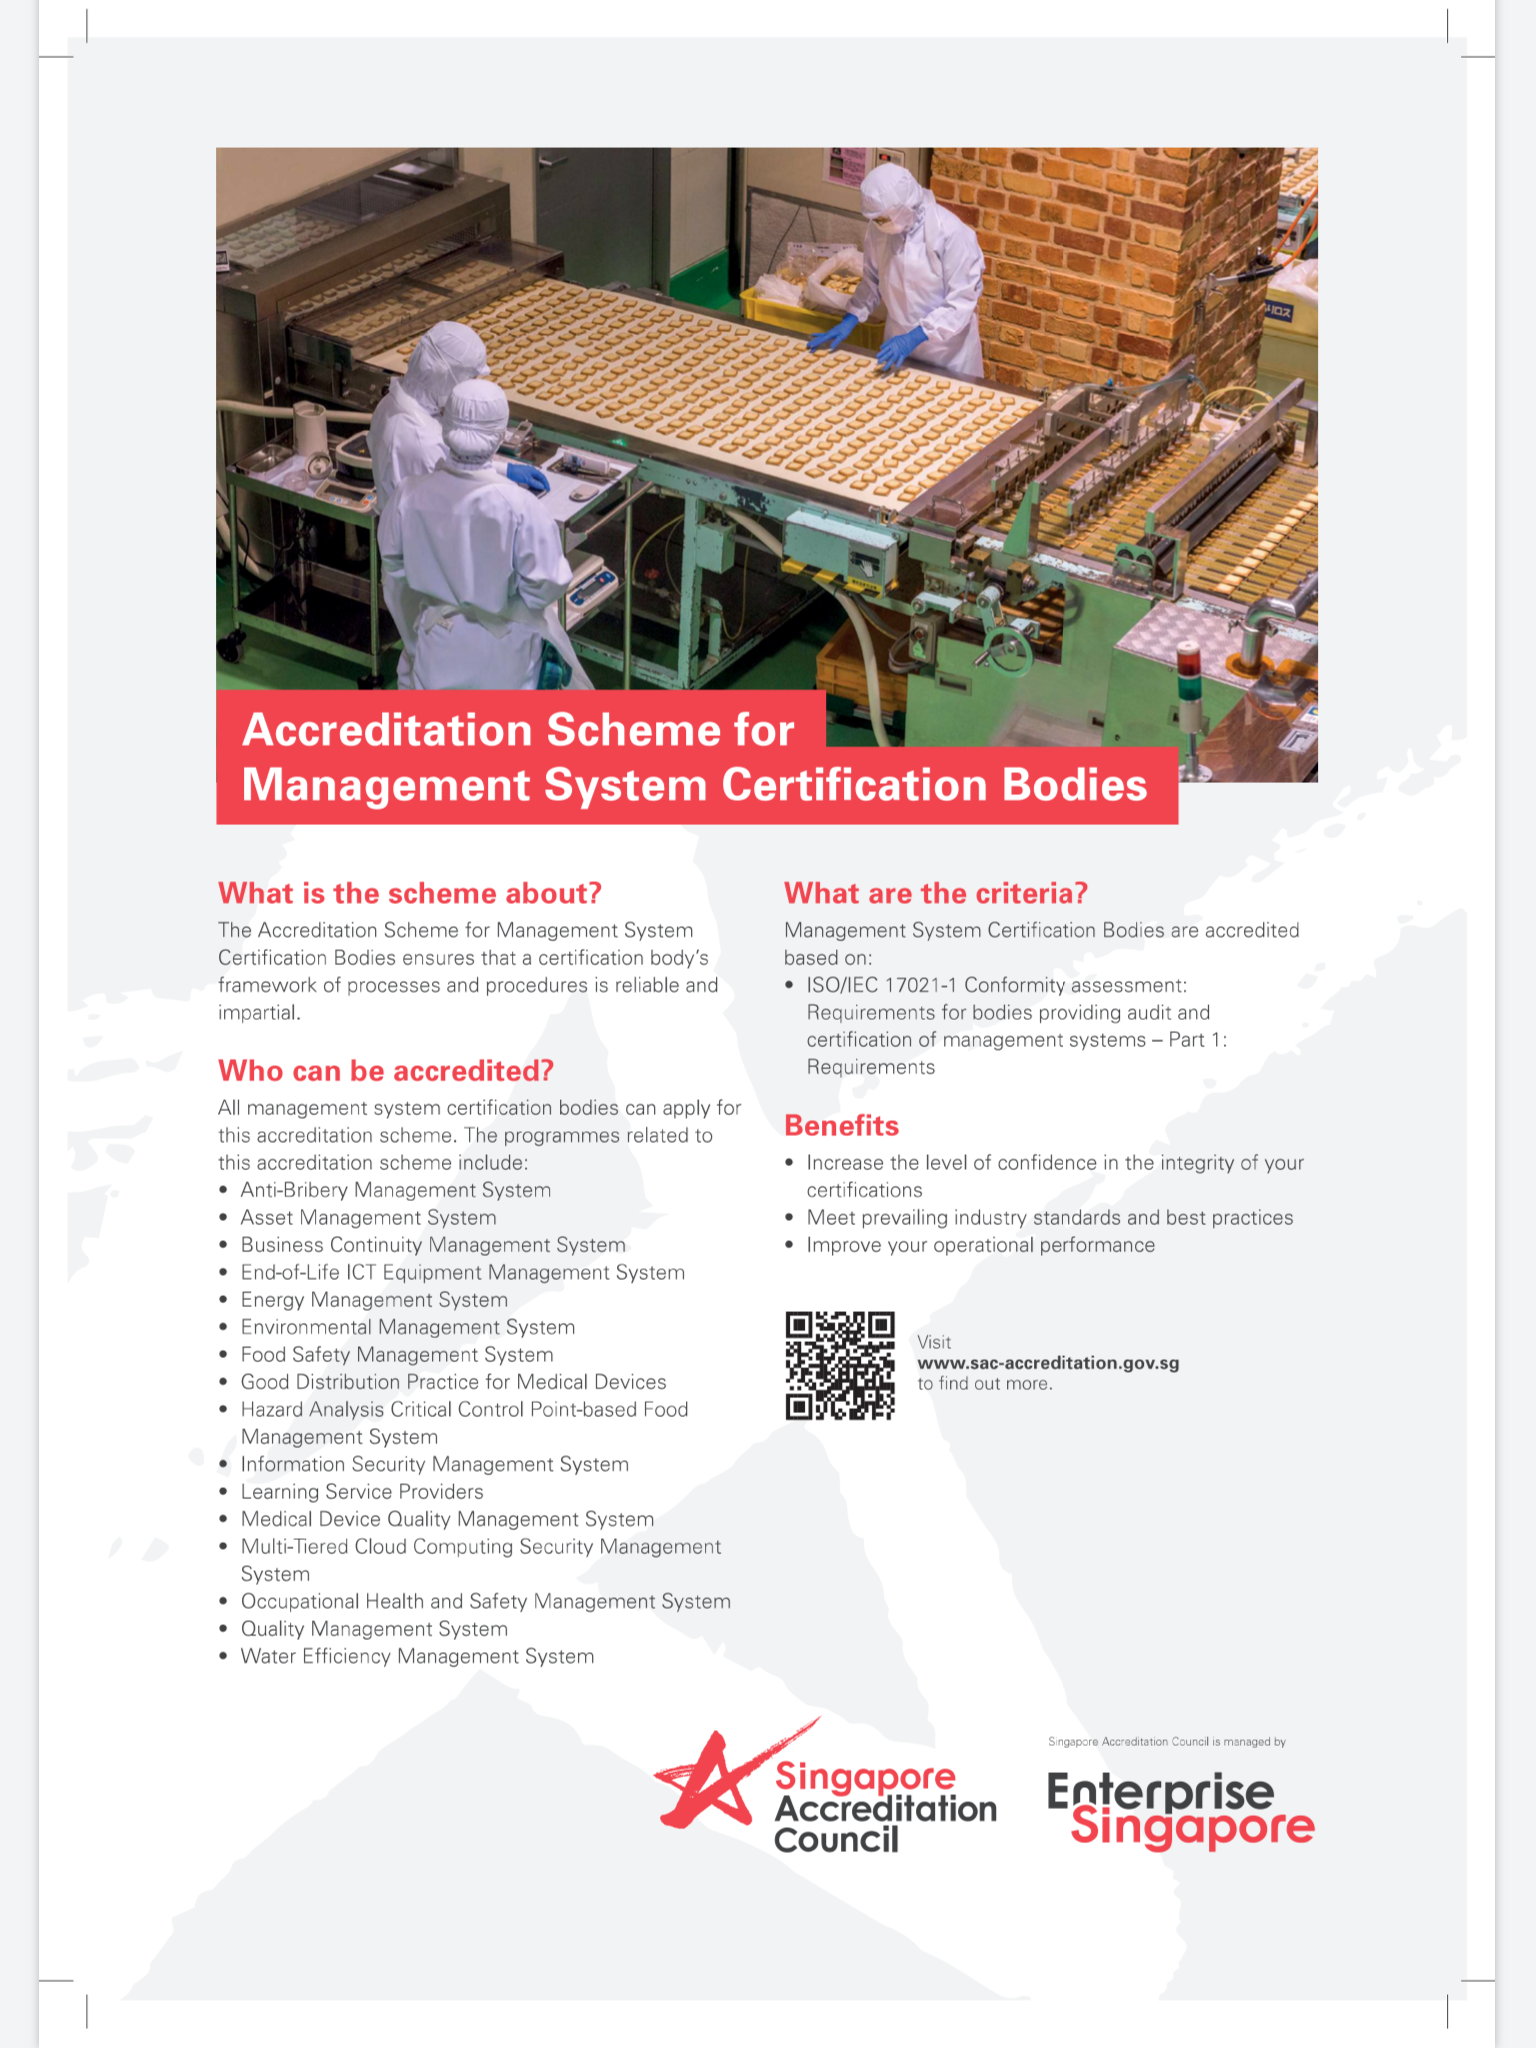 Accreditation Scheme for
Management System Certification Bodies
What is the scheme about?
The Accreditation Scheme for Management System
Certification Bodies ensures that a certification body's
framework of processes and procedures is reliable and
impartial.
Who can be accredited?
All management system certification bodies can apply for
this accreditation scheme. The programmes related to
this accreditation scheme include:
• Anti-Bribery Management System
• Asset Management System
• Business Continuity Management System
• End-of-Life ICT Equipment Management System
• Energy Management System
• Environmental Management System
• Food Safety Management System
• Good Distribution Practice for Medical Devices
• Hazard Analysis Critical Control Point-based Food
Management System
• Information Security Management System
• Learning Service Providers
• Medical Device Quality Management System
• Multi-Tiered Cloud Computing Security Management
System
• Occupational Health and Safety Management System
• Quality Management System
• Water Efficiency Management System
What are the criteria?
Management System Certification Bodies are accredited
based on:
• ISO/IEC 17021-1 Conformity assessment:
Requirements for bodies providing audit and
certification of management systems – Part 1:
Requirements
Benefits
• Increase the level of confidence in the integrity of your
certifications
• Meet prevailing industry standards and best practices
• Improve your operational performance
Visit
www.sac-accreditation.gov.sg
to find out more.
Singapore
Accreditation
Council
Singapore Accreditation Council is managed by
Enterprise
Singapore